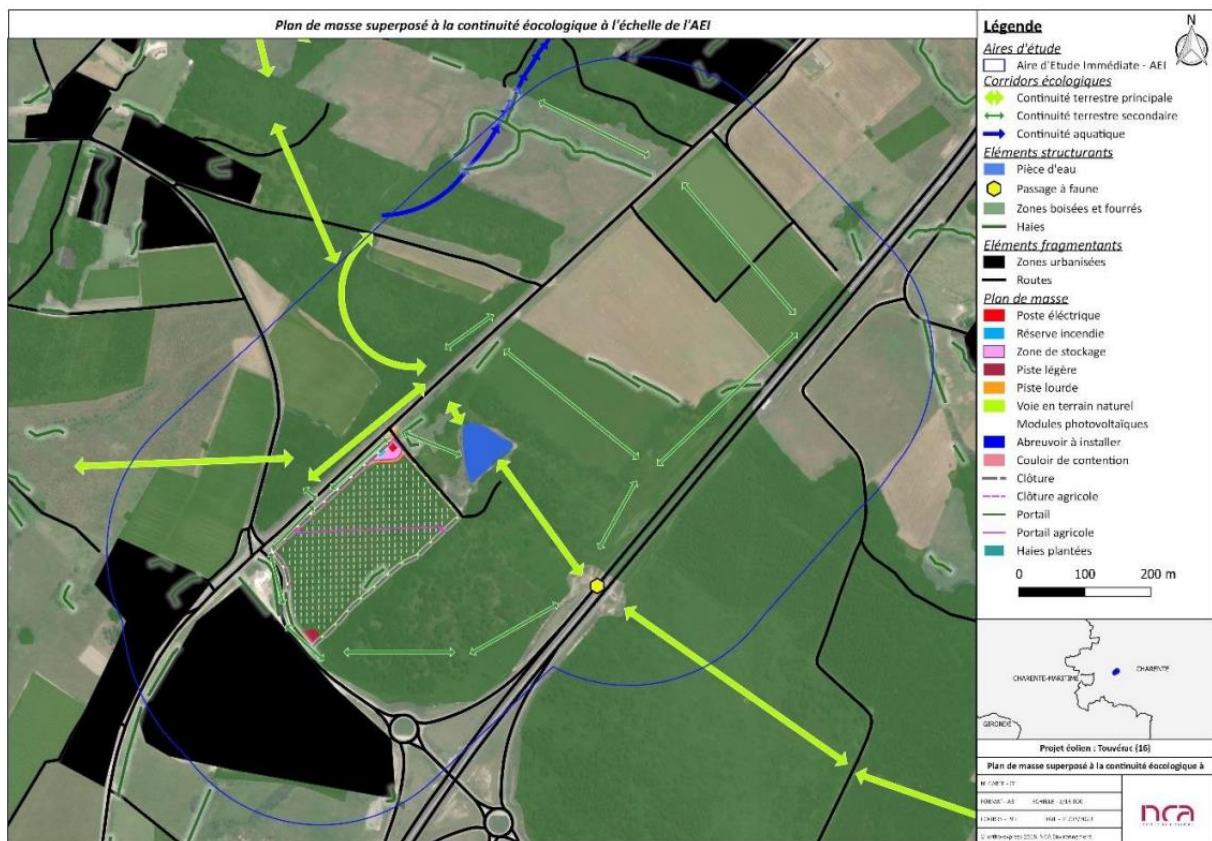 Plan de masse superposé à la continuité éocologique à l'échelle de l'AEI
Légende
N
Aires d'étude
Aire d'Etude Immédiate - AEI
Corridors écologiques
Continuité terrestre principale
Continuité terrestre secondaire
Continuité aquatique
Eléments structurants
Pièce d'eau
Passage à faune
Zones boisées et fourrés
Haies
Eléments fragmentants
Zones urbanisées
Routes
Plan de masse
Poste éléctrique
Réserve incendie
Zone de stockage
Piste légère
Piste lourde
Voie en terrain naturel
Modules photovoltaïques
Abreuvoir à installer
Couloir de contention
Clôture
Clôture agricole
Portail
Portail agricole
Haies plantées
0 100 200 m
CHARENTE
CHARENTE-MARITIME
GIRONDE
Projet éolien : Touvérac (16)
Plan de masse superposé à la continuité éocologique à
nca